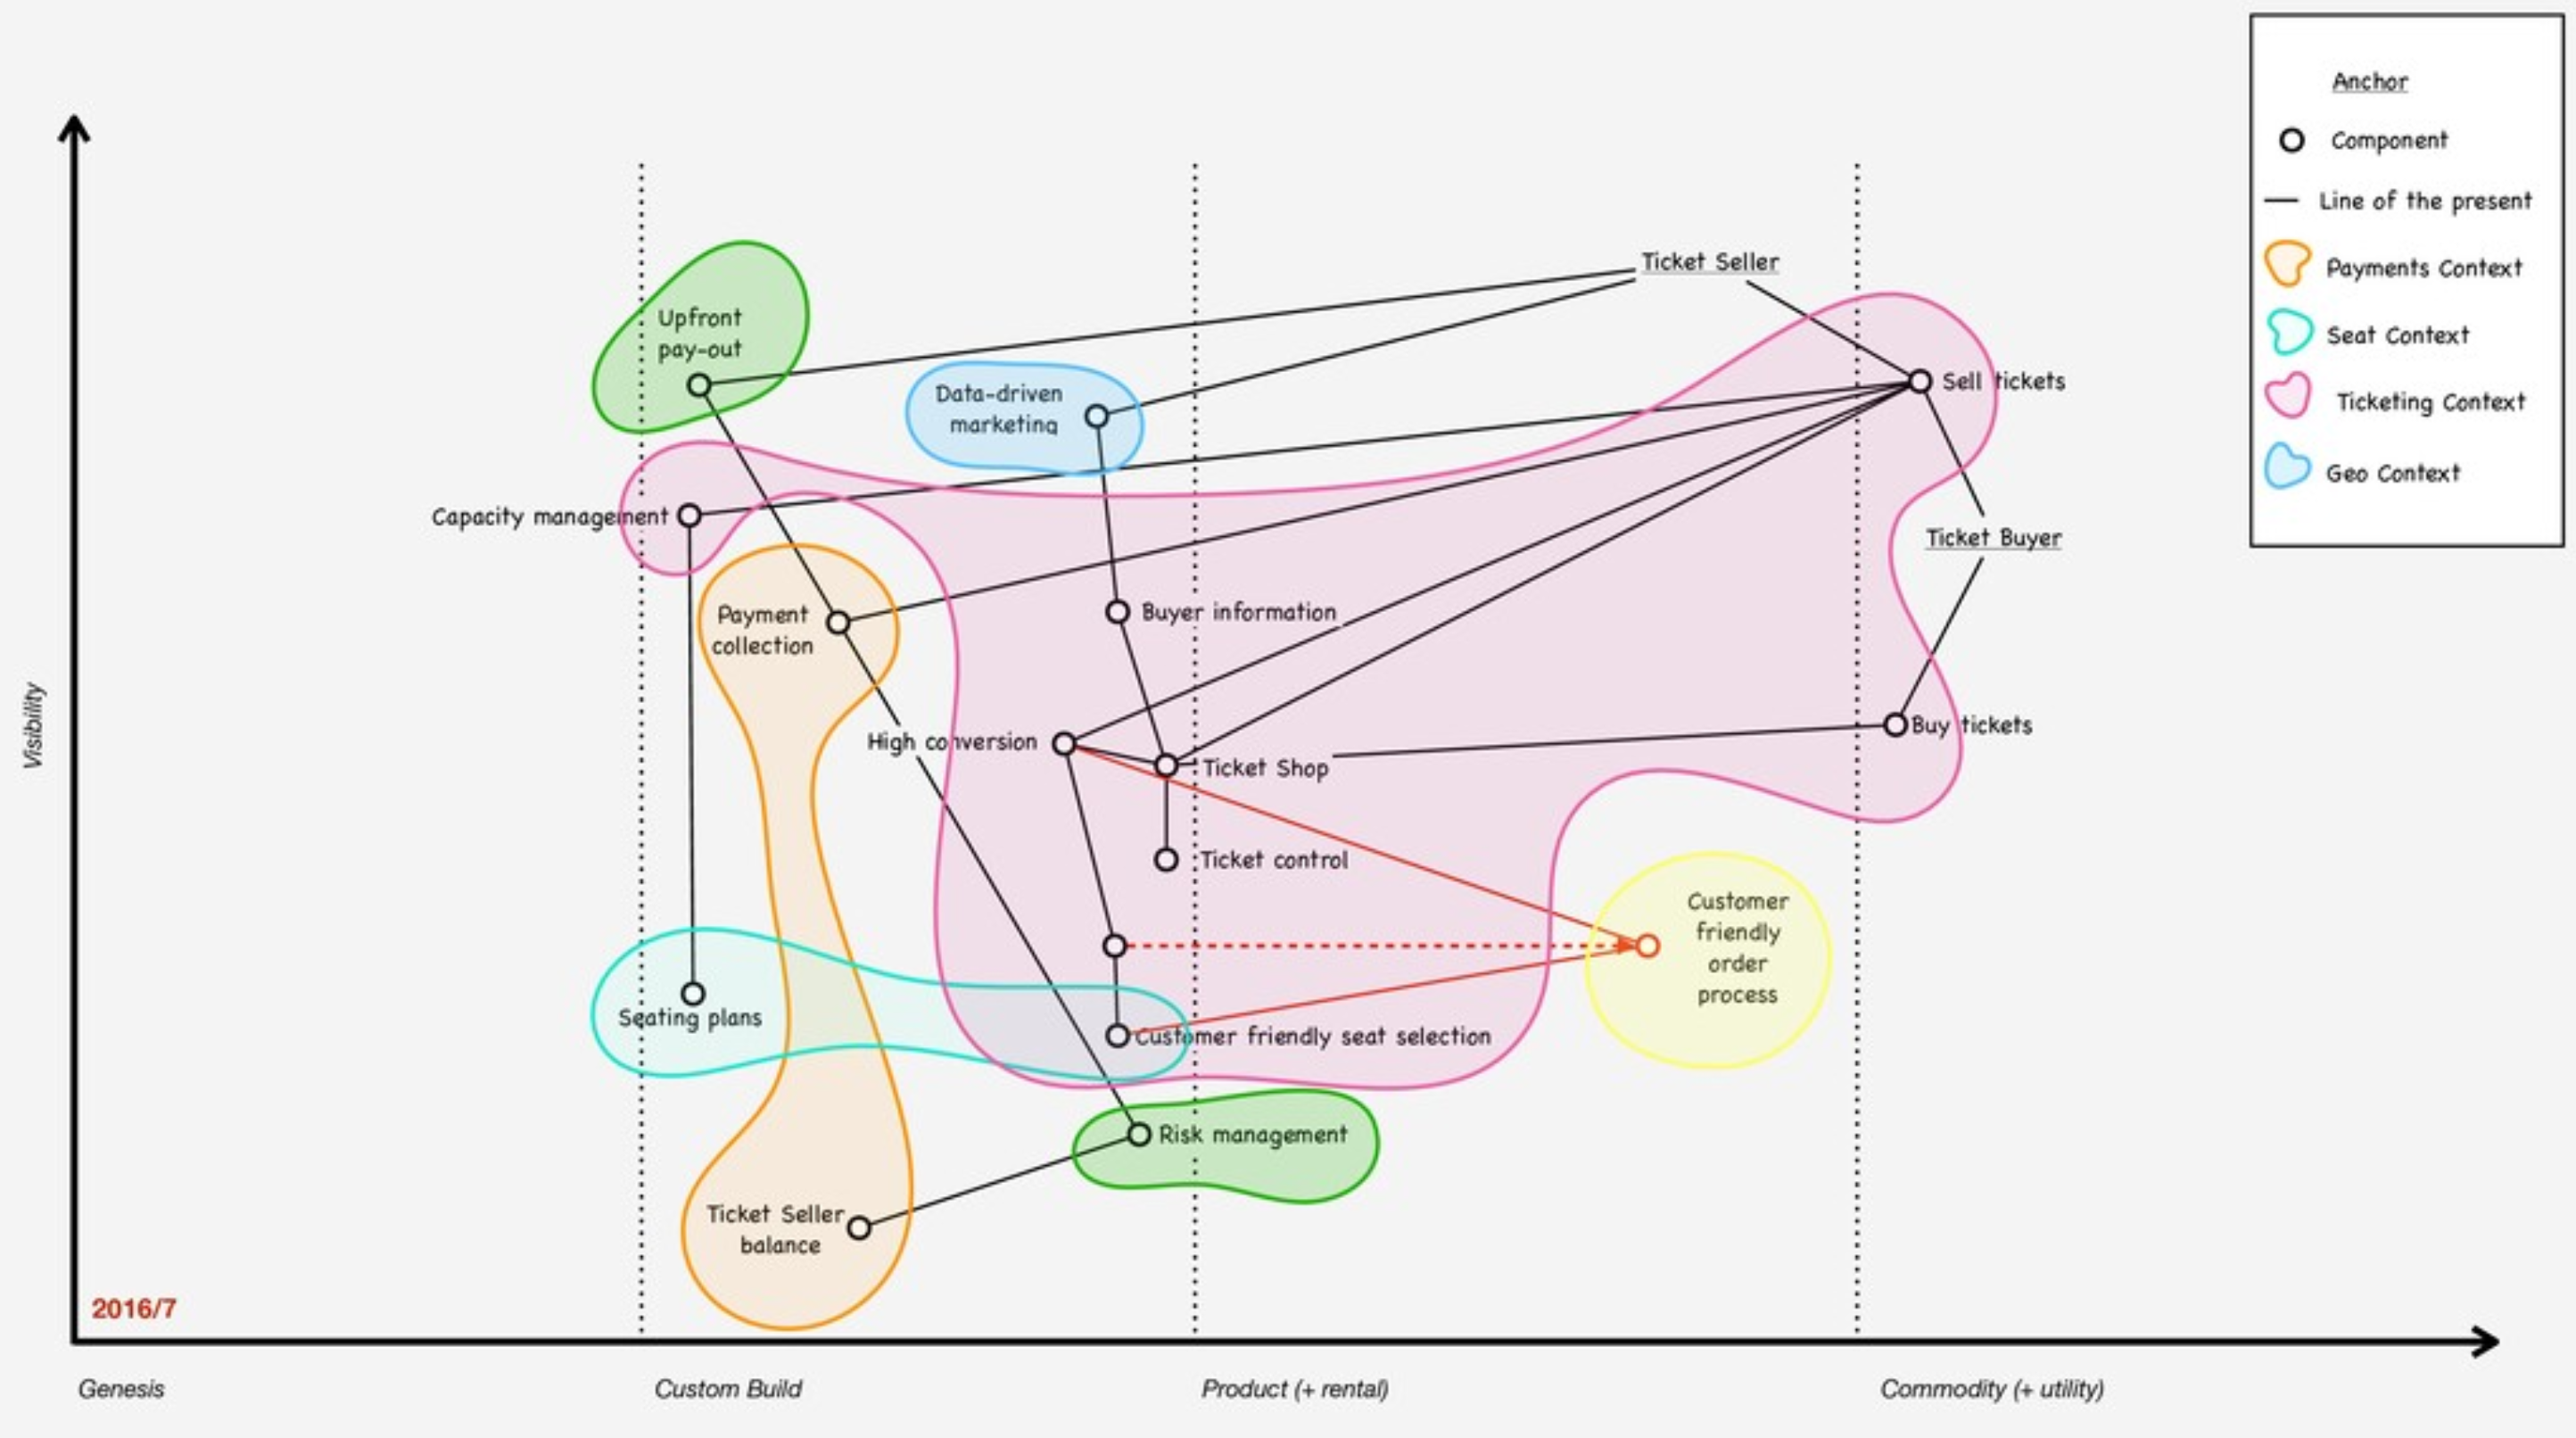 Anchor
Component
Line of the present
Payments Context
Seat Context
Ticketing Context
Geo Context
Ticket Seller
Upfront
pay-out
Data-driven
marketing
Sell tickets
Capacity management
Ticket Buyer
Payment
collection
Buyer information
High conversion
Ticket Shop
Buy tickets
Ticket control
Customer
friendly
order
process
Seating plans
Customer friendly seat selection
Risk management
Ticket Seller
balance
Visibility
2016/7
Genesis
Custom Build
Product (+ rental)
Commodity (+ utility)